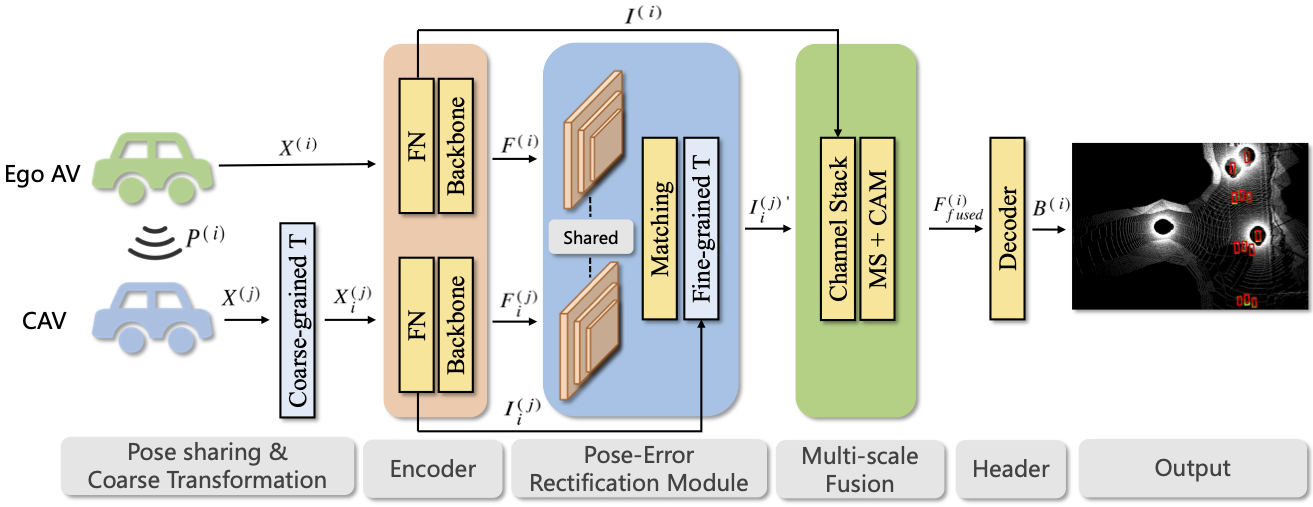 I^{(i)}
Ego AV
X^{(i)}
FN
Backbone
F^{(i)}
P^{(i)}
Shared
Matching
Fine-grained T
I_i^{(j)'}
Channel Stack
MS + CAM
F_{fused}^{(i)}
Decoder
B^{(i)}
CAV
X^{(j)}
Coarse-grained T
X_i^{(j)}
FN
Backbone
F_i^{(j)}
I_i^{(j)}
Pose sharing &
Coarse Transformation
Encoder
Pose-Error
Rectification Module
Multi-scale
Fusion
Header
Output